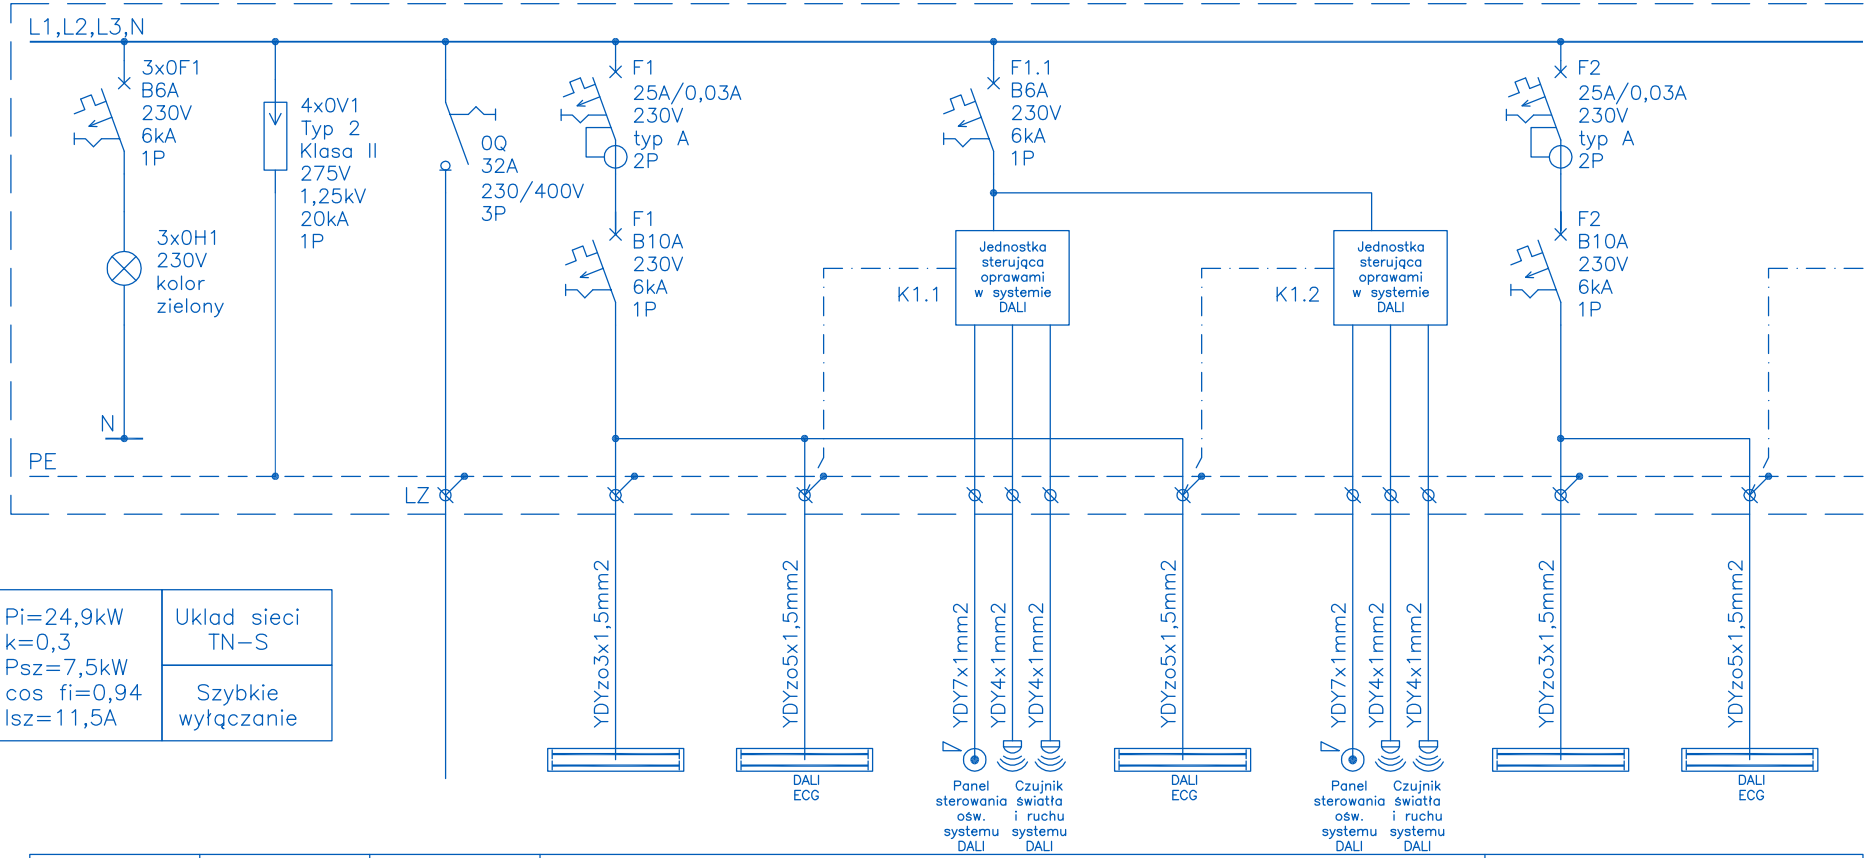 L1,L2,L3,N
3x0F1
B6A
230V
6kA
1P
4x0V1
Typ 2
Klasa II
275V
1,25kV
20kA
1P
0Q
32A
230/400V
3P
F1
25A/0,03A
230V
typ A
2P
F1.1
B6A
230V
6kA
1P
F2
25A/0,03A
230V
typ A
2P
3x0H1
230V
kolor
zielony
F1
B10A
230V
6kA
1P
K1.1
Jednostka
sterująca
oprawami
w systemie
DALI
K1.2
Jednostka
sterująca
oprawami
w systemie
DALI
F2
B10A
230V
6kA
1P
N
PE
LZ
Pi=24,9kW
k=0,3
Psz=7,5kW
cos fi=0,94
Isz=11,5A
Uklad sieci
TN-S
Szybkie
wyłączanie
YDYzo3x1,5mm2
YDYzo5x1,5mm2
YDY7x1mm2
YDY4x1mm2
YDY4x1mm2
YDYzo5x1,5mm2
YDY7x1mm2
YDY4x1mm2
YDY4x1mm2
YDYzo3x1,5mm2
YDYzo5x1,5mm2
DALI
ECG
Panel
sterowania
ośw.
systemu
DALI
Czujnik
światła
i ruchu
systemu
DALI
DALI
ECG
Panel
sterowania
ośw.
systemu
DALI
Czujnik
światła
i ruchu
systemu
DALI
DALI
ECG